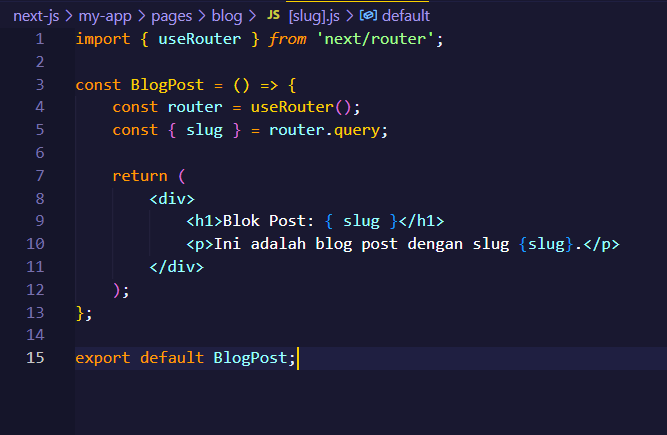 next-js > my-app > pages > blog > JS [slug].js > default
1 import { useRouter } from 'next/router';
2
3 const BlogPost = () => {
4     const router = useRouter();
5     const { slug } = router.query;
6
7     return (
8         <div>
9             <h1>Blok Post: { slug }</h1>
10             <p>Ini adalah blog post dengan slug {slug}.</p>
11         </div>
12     );
13 };
14
15 export default BlogPost;